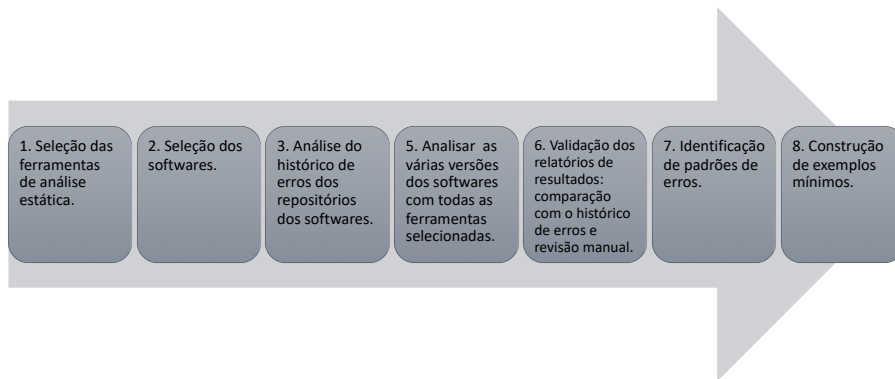 1. Seleção das
ferramentas
de análise
estática.
2. Seleção dos
softwares.
3. Análise do
histórico de
erros dos
repositórios
dos softwares.
5. Analisar as
várias versões
dos softwares
com todas as
ferramentas
selecionadas.
6. Validação dos
relatórios de
resultados:
comparação
com o histórico
de erros e
revisão manual.
7. Identificação
de padrões de
erros.
8. Construção
de exemplos
mínimos.